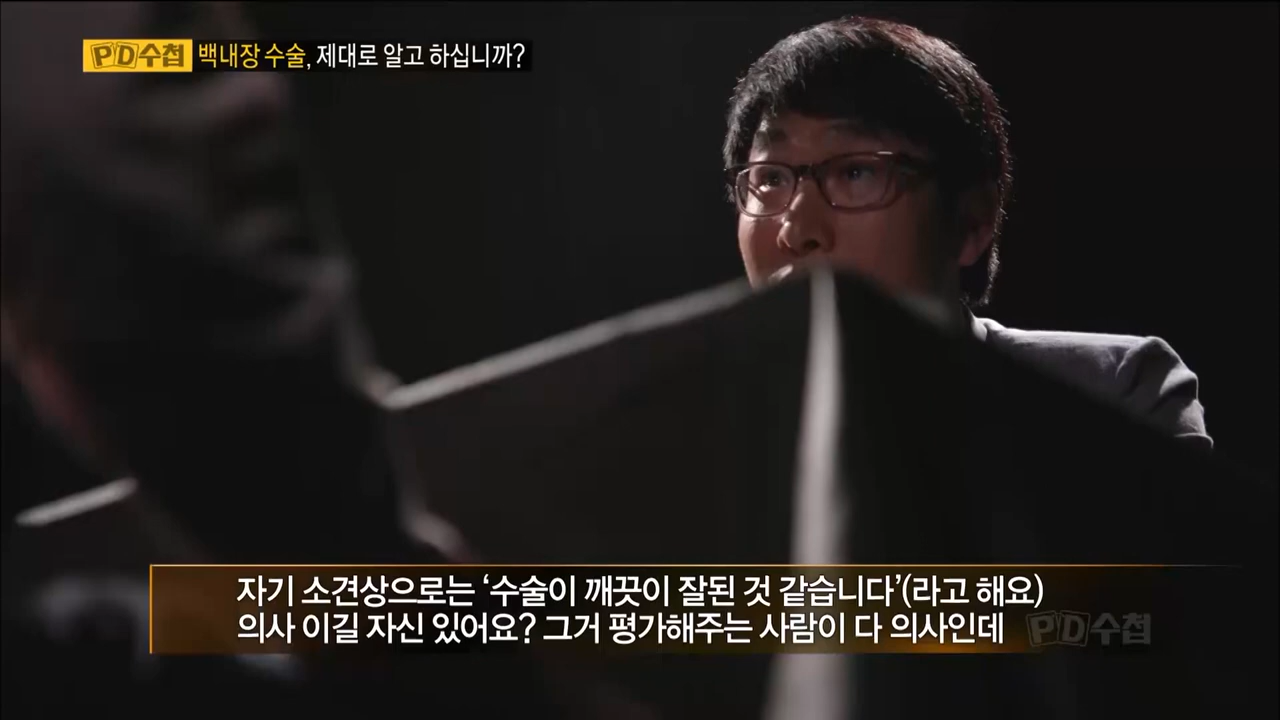 PD수첩 백내장 수술, 제대로 알고 하십니까?
자기 소견상으로는 ‘수술이 깨끗이 잘된 것 같습니다’(라고 해요)
의사 이길 자신 있어요? 그거 평가해주는 사람이 다 의사인데
PD수첩